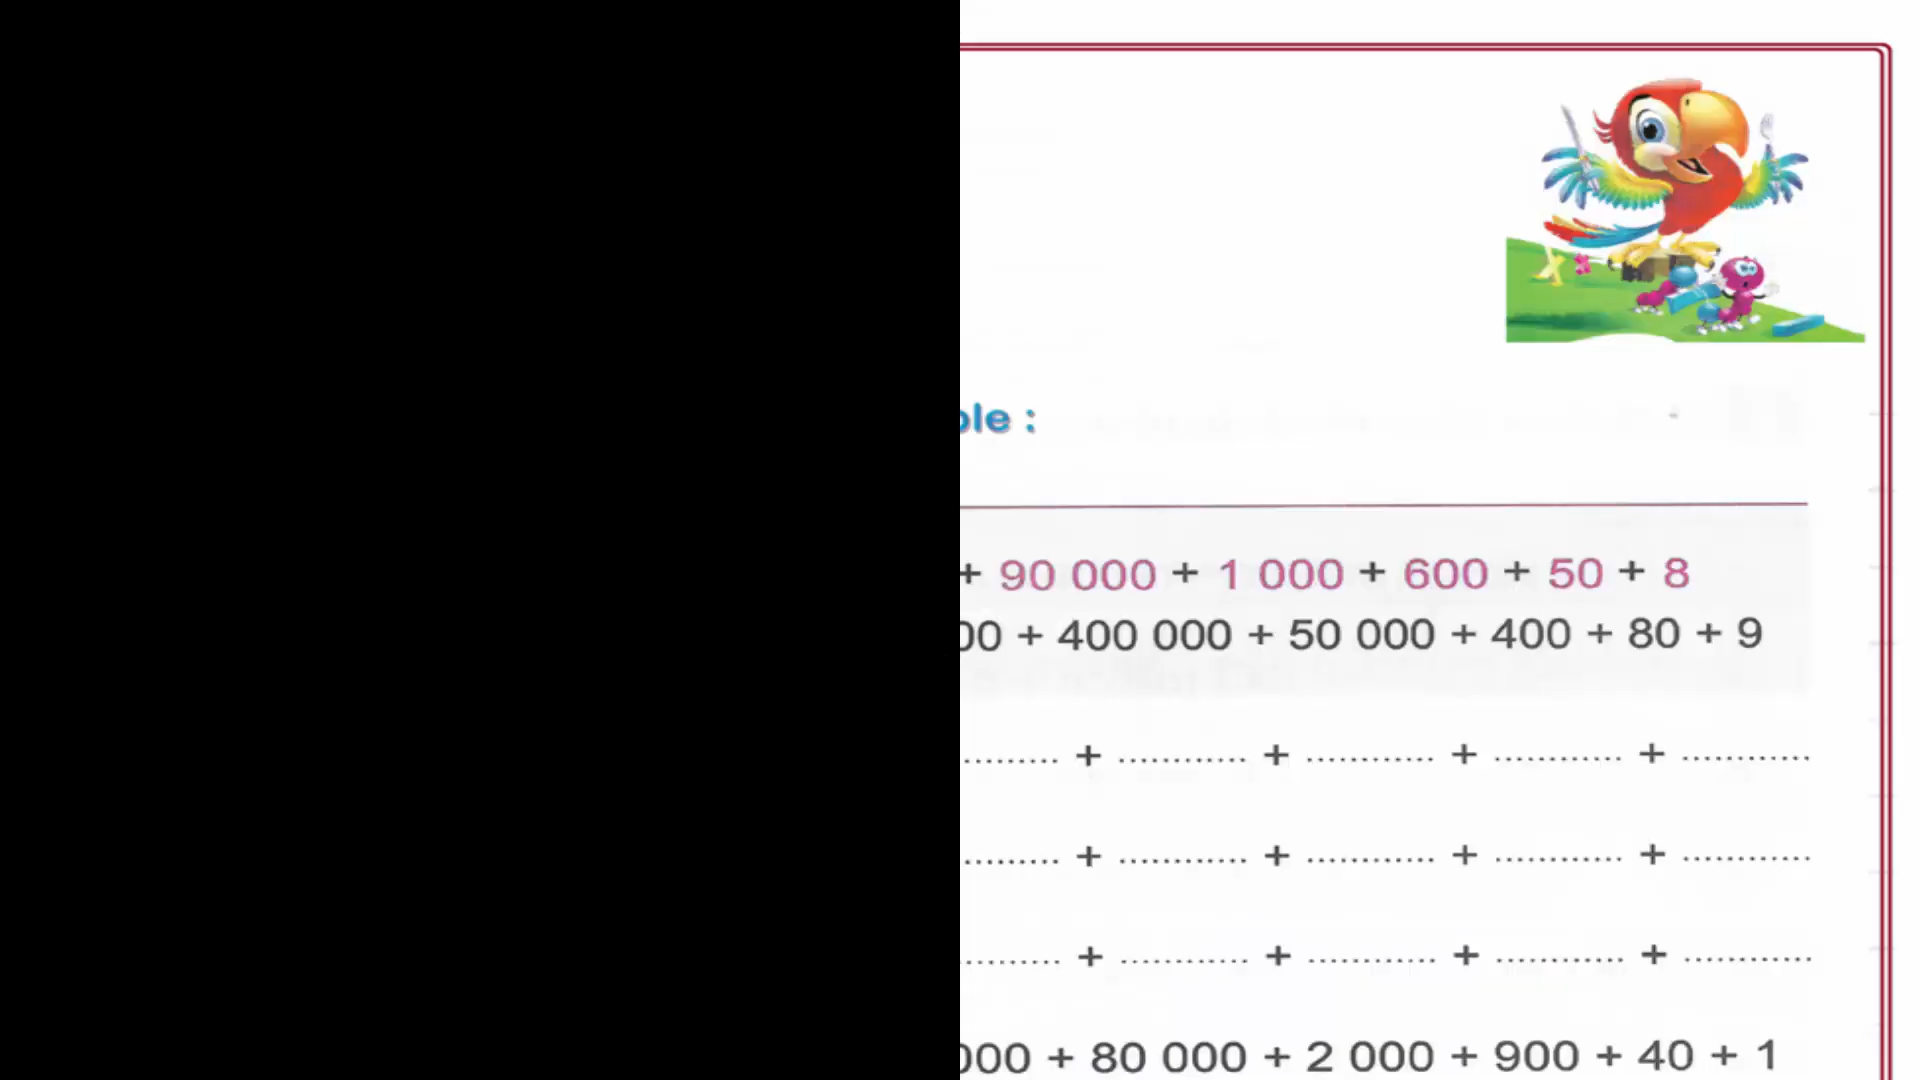 ple :
+ 90 000 + 1 000 + 600 + 50 + 8
00 + 400 000 + 50 000 + 400 + 80 + 9
.......... + .............. + .............. + .............. + ..............
.......... + .............. + .............. + .............. + ..............
.......... + .............. + .............. + .............. + ..............
000 + 80 000 + 2 000 + 900 + 40 + 1